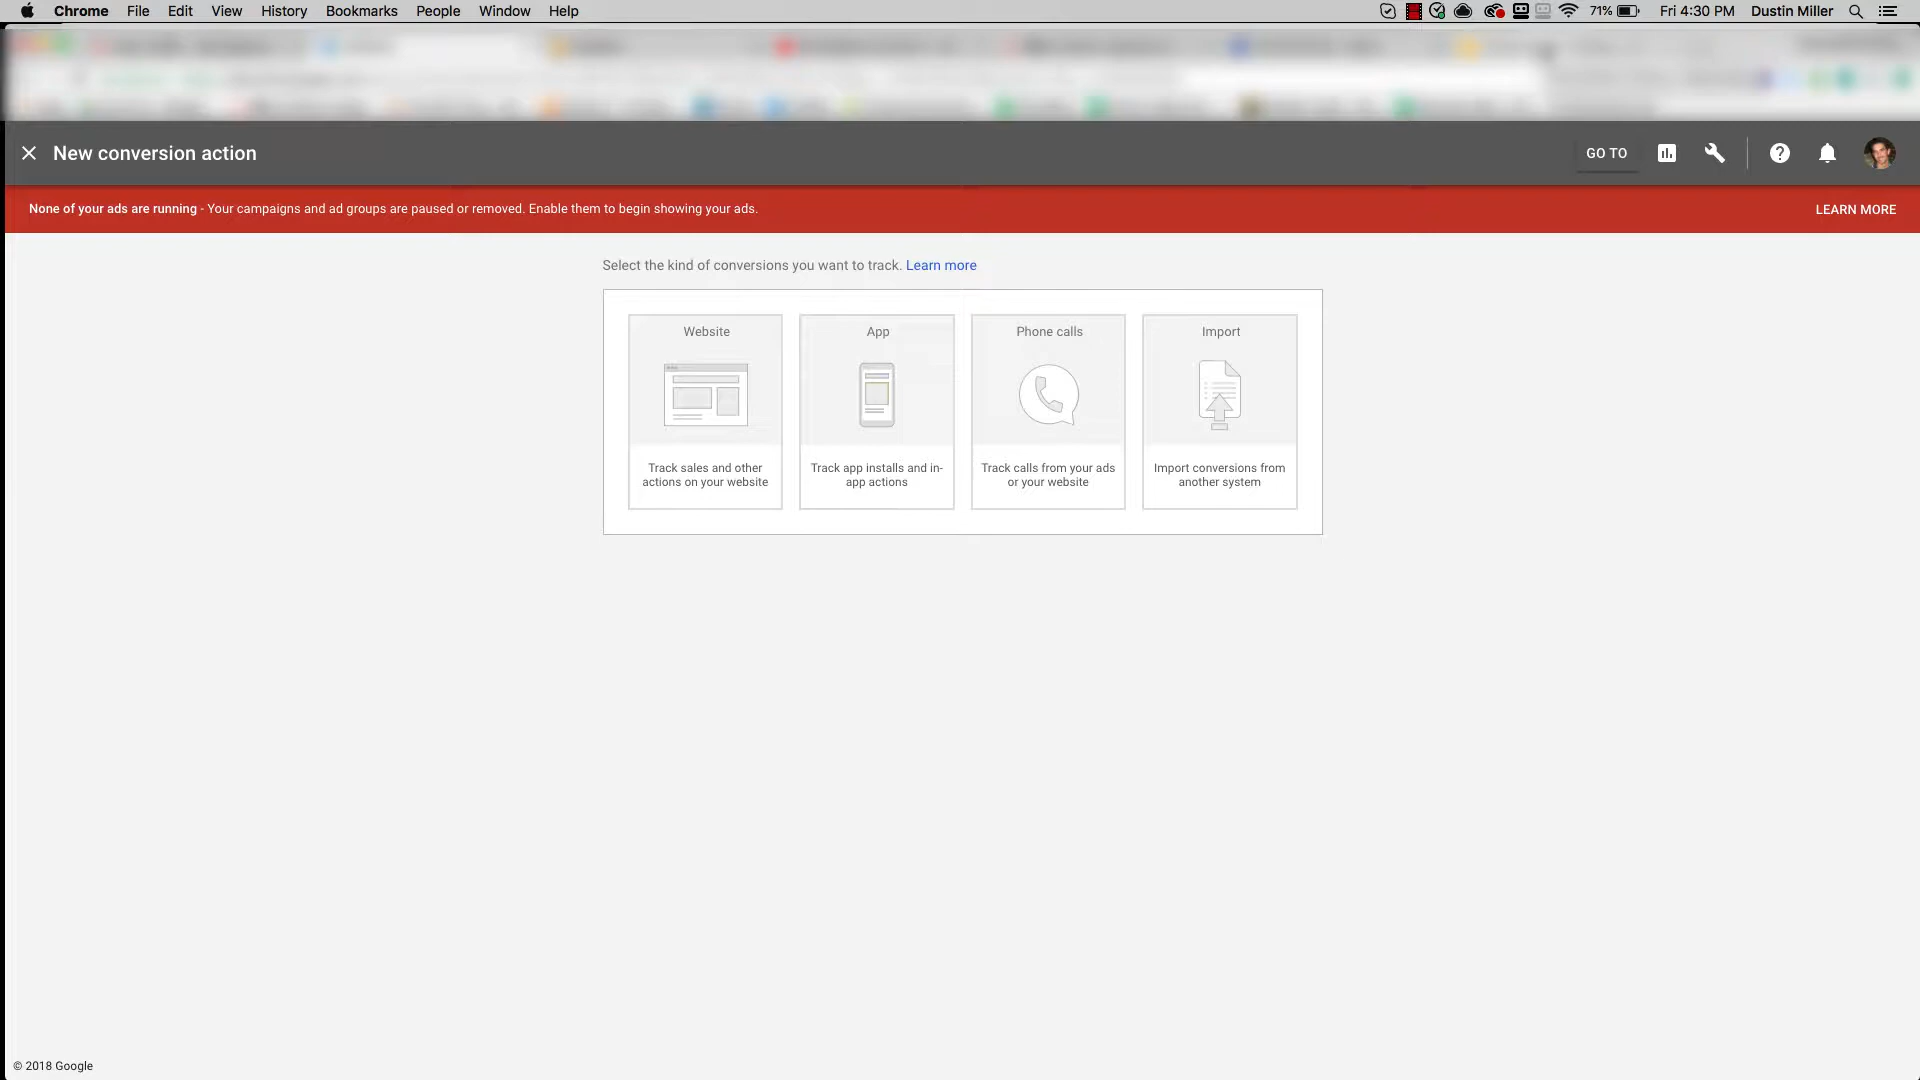 Chrome File Edit View History Bookmarks People Window Help 71% Fri 4:30 PM Dustin Miller
New conversion action
GO TO
None of your ads are running - Your campaigns and ad groups are paused or removed. Enable them to begin showing your ads.
LEARN MORE
Select the kind of conversions you want to track. Learn more
Website
Track sales and other
actions on your website
App
Track app installs and in-
app actions
Phone calls
Track calls from your ads
or your website
Import
Import conversions from
another system
© 2018 Google